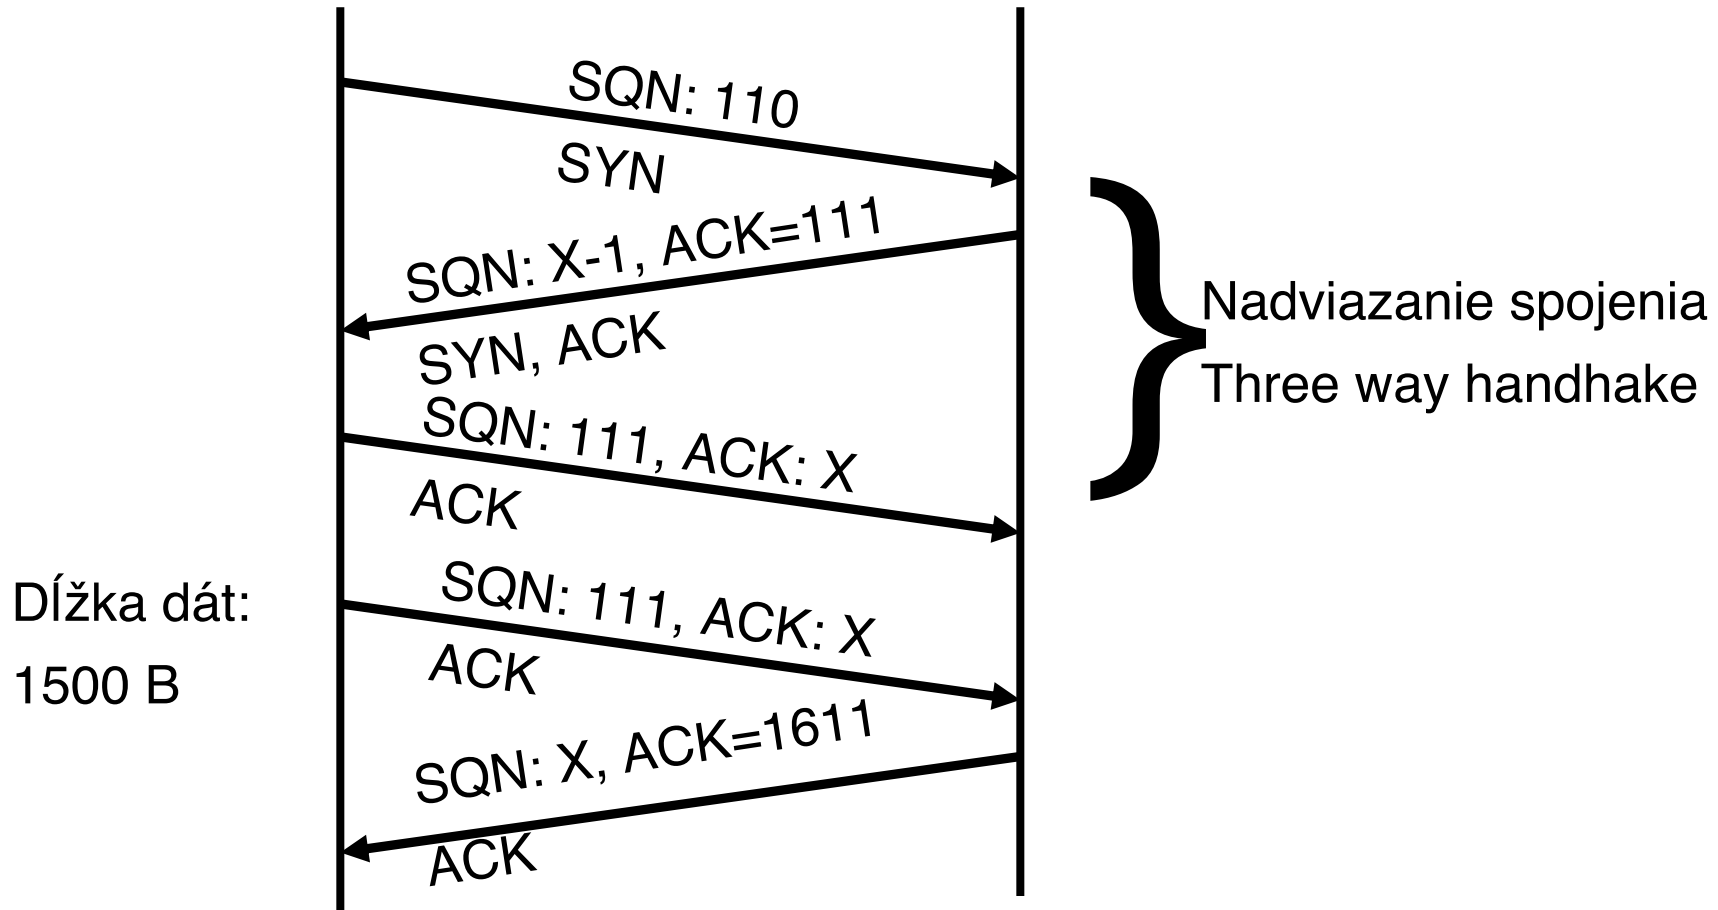 SQN: 110
SYN
SQN: X-1, ACK=111
SYN, ACK
Nadviazanie spojenia
Three way handhake
SQN: 111, ACK: X
ACK
Dĺžka dát:
1500 B
SQN: 111, ACK: X
ACK
SQN: X, ACK=1611
ACK